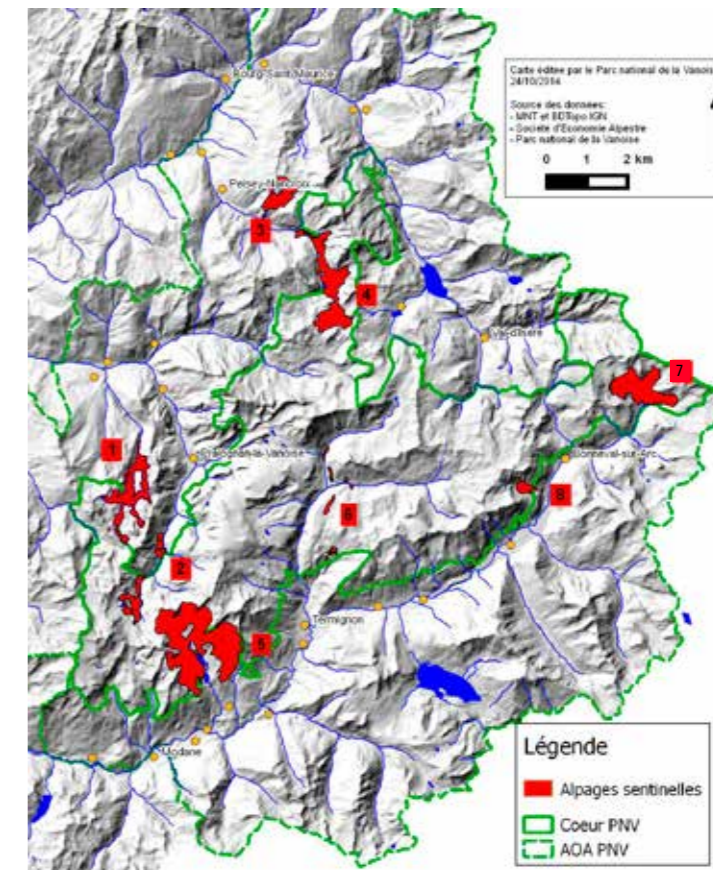 Bourg-Saint-Maurice
Carte éditée par le Parc national de la Vanoise
24/10/2014
Source des données:
- MNT et BDTopo IGN
- Société d'Economie Alpestre
- Parc national de la Vanoise
0 1 2 km
Peisey-Nancroix
3
4
Val-d'Isère
7
1
Pralognan-la-Vanoise
Bonneval-sur-Arc
8
6
2
Termignon
5
Modane
Légende
Alpages sentinelles
Coeur PNV
AOA PNV